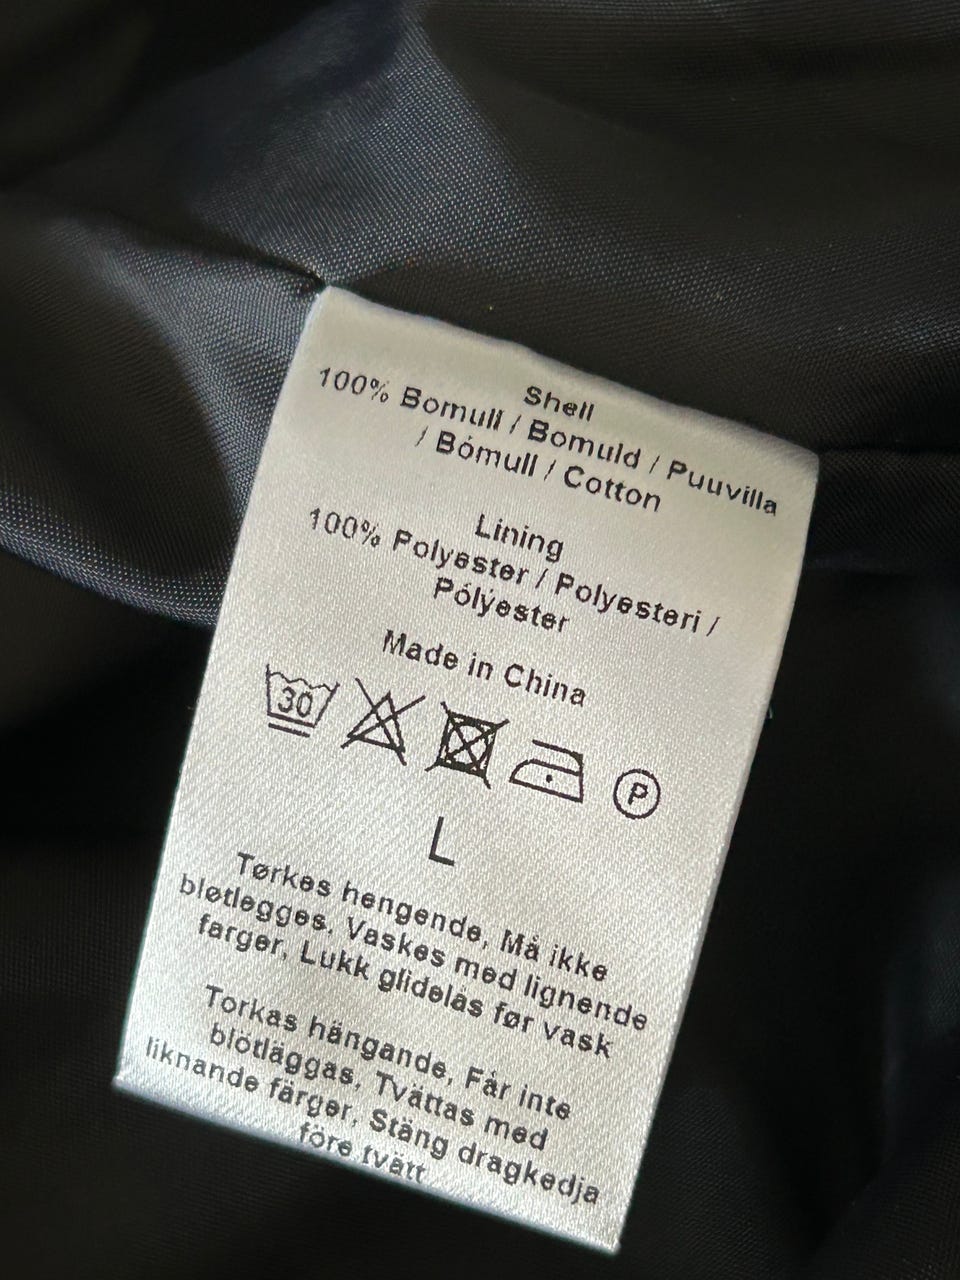 Shell
100% Bomull / Bomuld / Puuvilla
/ Bómull / Cotton
Lining
100% Polyester / Polyesteri /
Pólýester
Made in China
30
P
L
Tørkes hengende, Må ikke
bløtlegges, Vaskes med lignende
farger, Lukk glidelås før vask
Torkas hängande, Får inte
blötläggas, Tvättas med
liknande färger, Stäng dragkedja
före tvätt